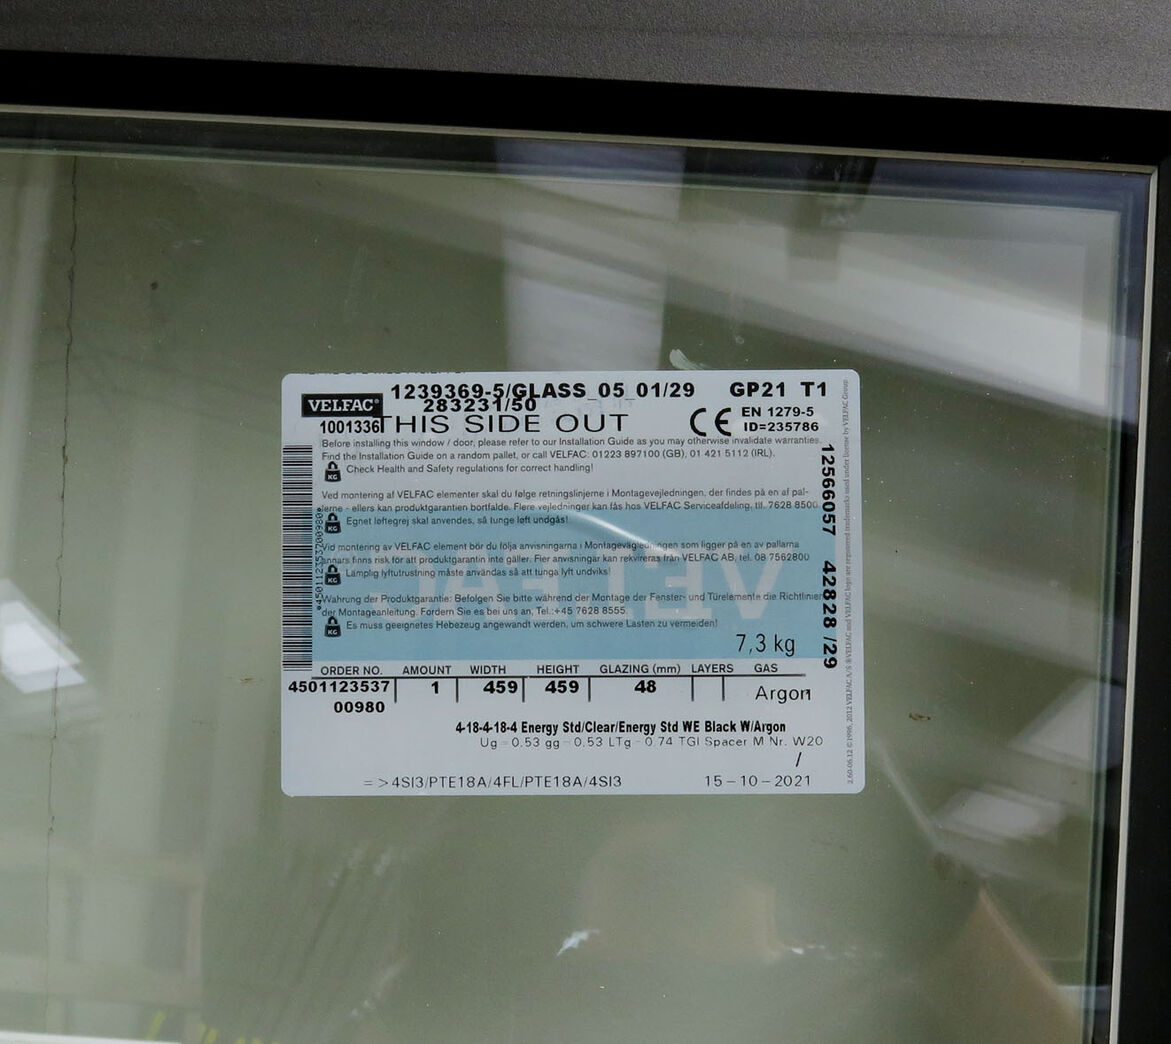 1239369-5/GLASS_05_01/29 GP21 T1
VELFAC®
283231/50
1001336 THIS SIDE OUT
CE EN 1279-5
ID=235786
Before installing this window / door, please refer to our Installation Guide as you may otherwise invalidate warranties.
Find the Installation Guide on a random pallet, or call VELFAC: 01223 897100 (GB), 01 421 5112 (IRL).
KG Check Health and Safety regulations for correct handling!
Ved montering af VELFAC elementer skal du følge retningslinjerne i Montagevejledningen, der findes på en af pal-
lerne - ellers kan produktgarantien bortfalde. Flere vejledninger kan fås hos VELFAC Serviceafdeling, tlf. 7628 8500
KG Egnet løftegrej skal anvendes, så tunge løft undgås!
Vid montering av VELFAC element bör du följa anvisningarna i Montagevägledningen som ligger på en av pallarna
annars finns risk för att produktgarantin inte gäller. Fler anvisningar kan rekvireras från VELFAC AB, tel. 08 7562800
KG Lämplig lyftutrustning måste användas så att tunga lyft undviks!
Wahrung der Produktgarantie: Befolgen Sie bitte während der Montage der Fenster- und Türelemente die Richtlinien
der Montageanleitung. Fordern Sie es bei uns an, Tel.:+45 7628 8555.
KG Es muss geeignetes Hebezeug angewandt werden, um schwere Lasten zu vermeiden!
7,3 kg
VELFAC
*450112353700980*
12566057 42828 /29
ORDER NO. AMOUNT WIDTH HEIGHT GLAZING (mm) LAYERS GAS
4501123537 1 459 459 48 Argon
00980
4-18-4-18-4 Energy Std/Clear/Energy Std WE Black W/Argon
Ug = 0.53 gg = 0.53 LTg = 0.74 TGI Spacer M Nr. W20
/
=>4SI3/PTE18A/4FL/PTE18A/4SI3 15-10-2021